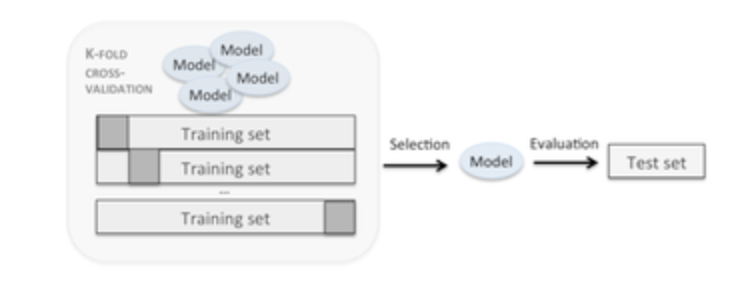 K-FOLD
CROSS-
VALIDATION
Model
Model
Model
Model
Training set
Training set
...
Training set
Selection
Model
Evaluation
Test set